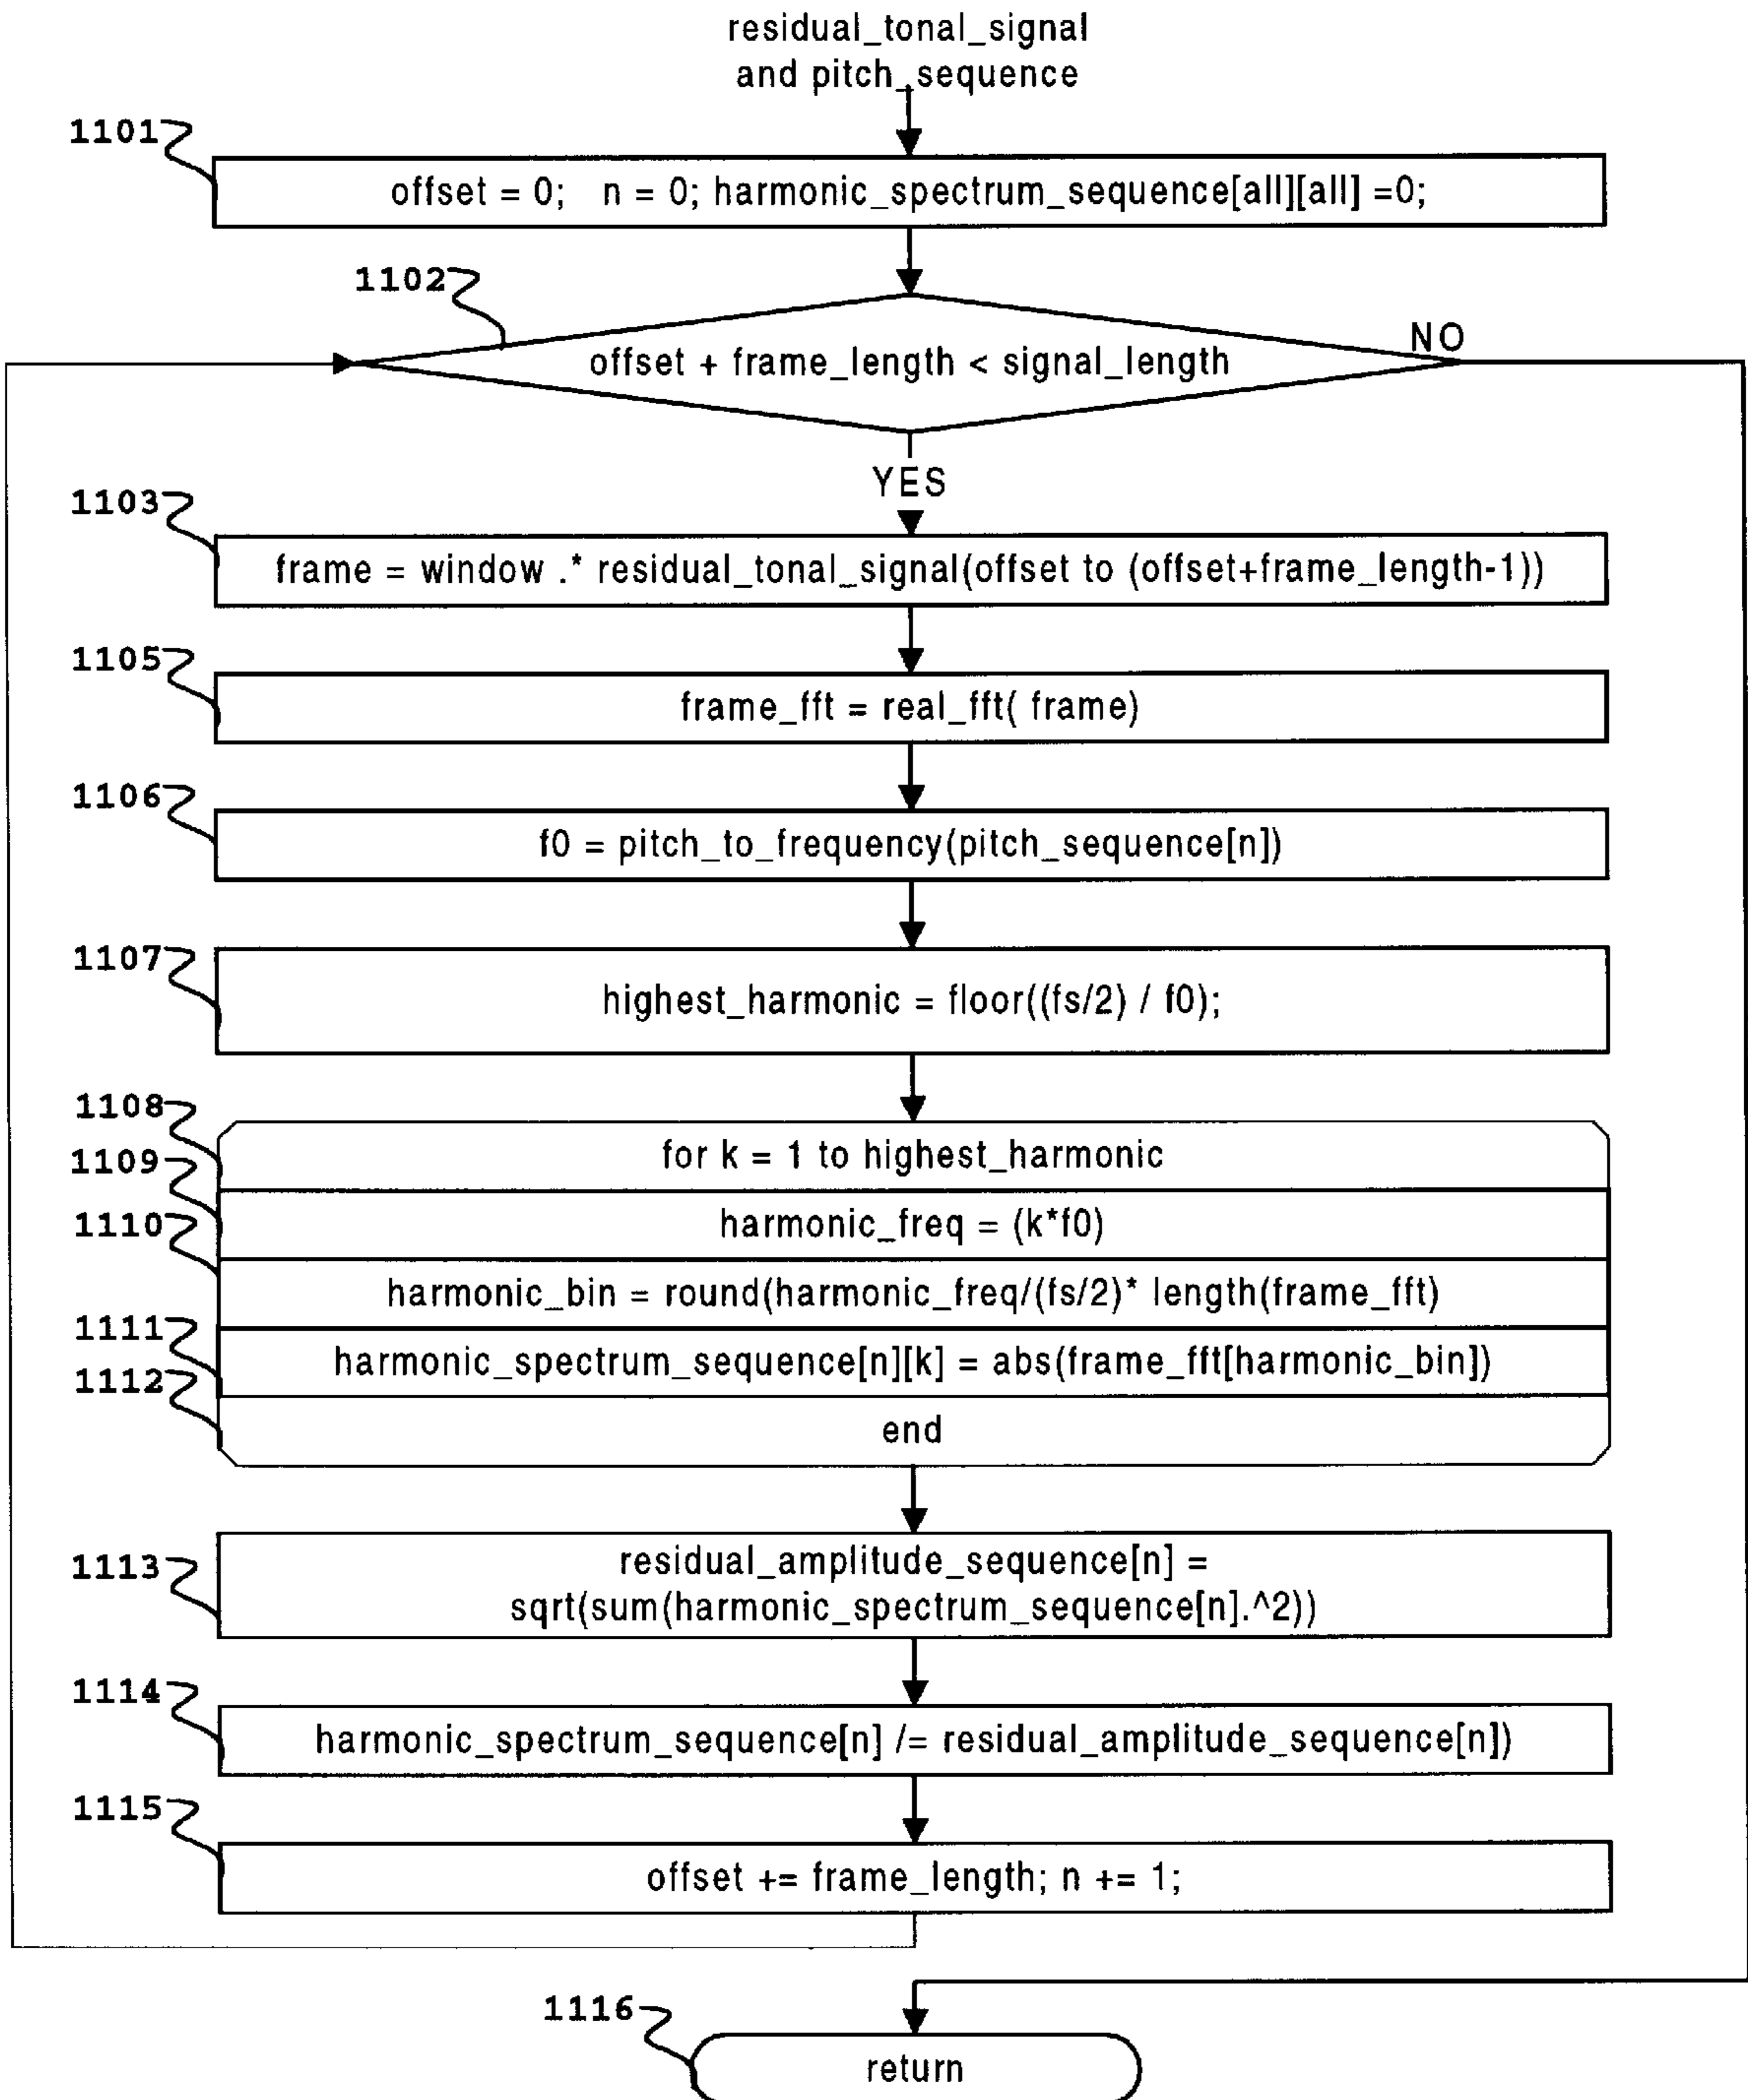 residual_tonal_signal
and pitch_sequence
1101
offset = 0;   n = 0; harmonic_spectrum_sequence[all][all] =0;
1102
NO
offset + frame_length < signal_length
YES
1103
frame = window .* residual_tonal_signal(offset to (offset+frame_length-1))
1105
frame_fft = real_fft( frame)
1106
f0 = pitch_to_frequency(pitch_sequence[n])
1107
highest_harmonic = floor((fs/2) / f0);
1108
for k = 1 to highest_harmonic
1109
harmonic_freq = (k*f0)
1110
harmonic_bin = round(harmonic_freq/(fs/2)* length(frame_fft)
1111
harmonic_spectrum_sequence[n][k] = abs(frame_fft[harmonic_bin])
1112
end
1113
residual_amplitude_sequence[n] =
sqrt(sum(harmonic_spectrum_sequence[n].^2))
1114
harmonic_spectrum_sequence[n] /= residual_amplitude_sequence[n])
1115
offset += frame_length; n += 1;
1116
return